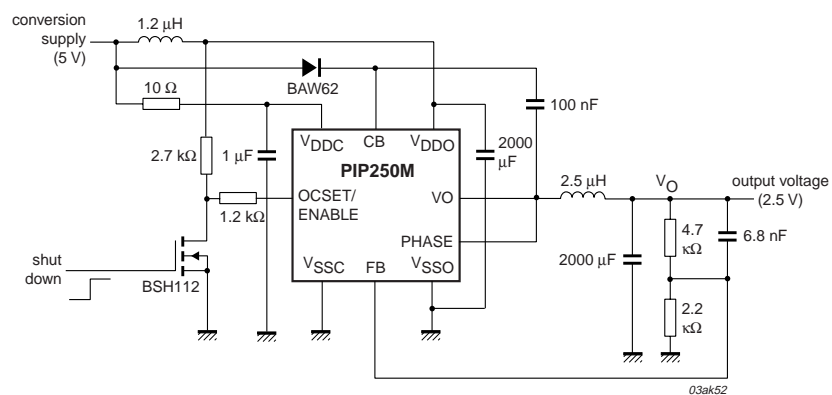 conversion
supply
(5 V)
1.2 μH
BAW62
10 Ω
100 nF
2.7 kΩ
1 μF
VDDC
CB
VDDO
2000
μF
PIP250M
OCSET/
ENABLE
VO
2.5 μH
VO
output voltage
(2.5 V)
1.2 kΩ
PHASE
4.7
κΩ
6.8 nF
shut
down
BSH112
VSSC
FB
VSSO
2000 μF
2.2
κΩ
03ak52